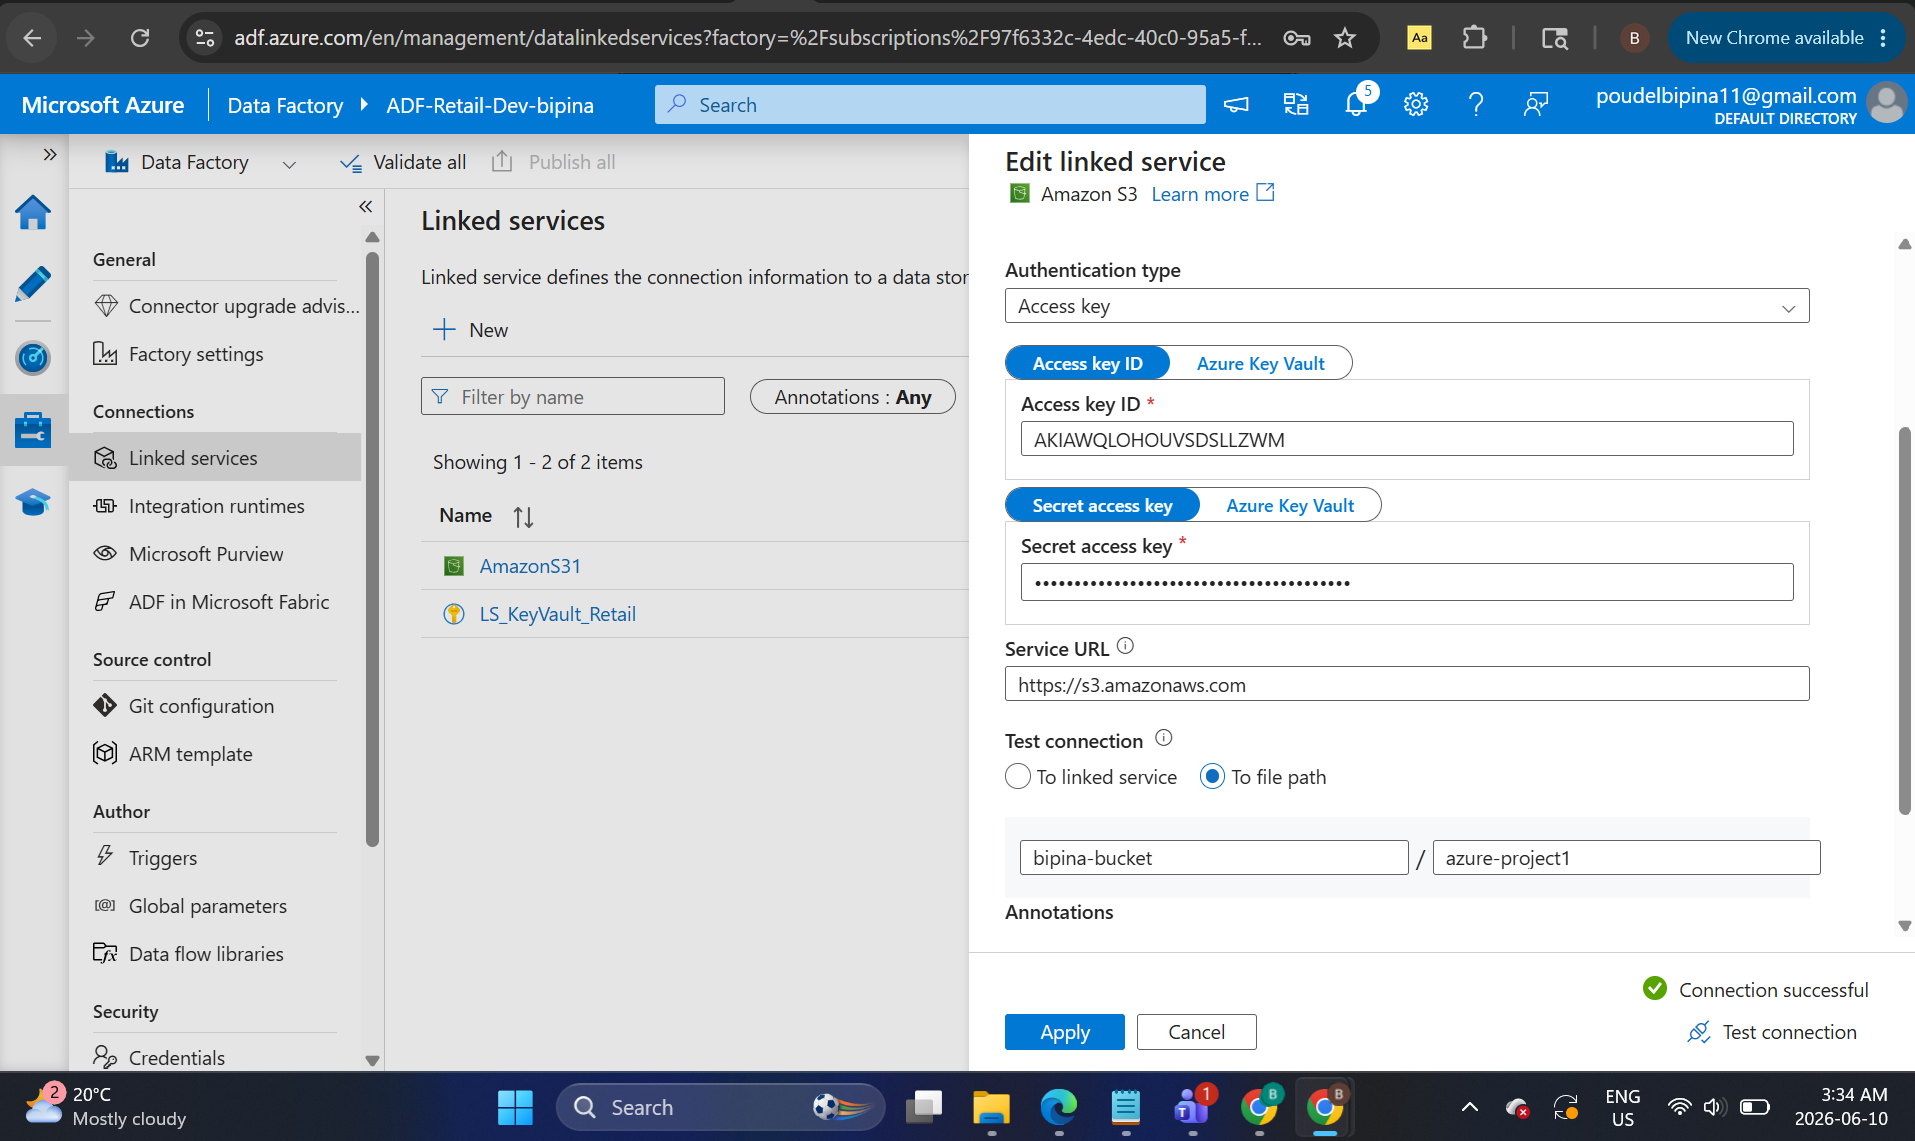 adf.azure.com/en/management/datalinkedservices?factory=%2Fsubscriptions%2F97f6332c-4edc-40c0-95a5-f...
Aa
B
New Chrome available
Microsoft Azure
Data Factory
ADF-Retail-Dev-bipina
Search
5
poudelbipina11@gmail.com
DEFAULT DIRECTORY
Data Factory
Validate all
Publish all
General
Connector upgrade advis...
Factory settings
Connections
Linked services
Integration runtimes
Microsoft Purview
ADF in Microsoft Fabric
Source control
Git configuration
ARM template
Author
Triggers
Global parameters
Data flow libraries
Security
Credentials
Linked services
Linked service defines the connection information to a data stor
New
Filter by name
Annotations : Any
Showing 1 - 2 of 2 items
Name
AmazonS31
LS_KeyVault_Retail
Edit linked service
Amazon S3 Learn more
Authentication type
Access key
Access key ID Azure Key Vault
Access key ID *
AKIAWQLOHOUVSDSLLZWM
Secret access key Azure Key Vault
Secret access key *
••••••••••••••••••••••••••••••••••••••••
Service URL
https://s3.amazonaws.com
Test connection
To linked service To file path
bipina-bucket / azure-project1
Annotations
Connection successful
Apply Cancel Test connection
2
20°C
Mostly cloudy
Search
1
B
B
ENG
US
3:34 AM
2026-06-10